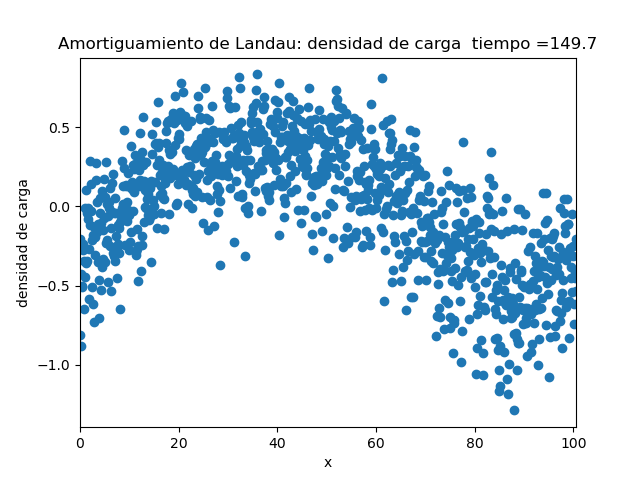 Amortiguamiento de Landau: densidad de carga  tiempo =149.7
densidad de carga
0.5
0.0
−0.5
−1.0
0 20 40 60 80 100
x